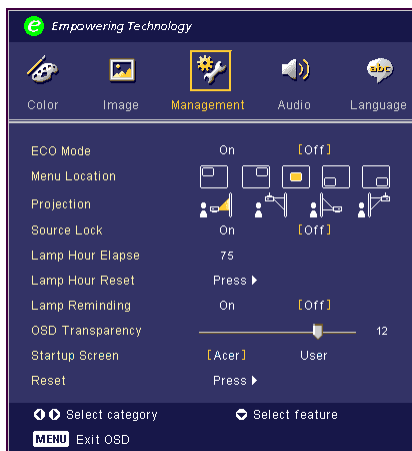 e Empowering Technology
Color Image Management Audio abc Language
ECO Mode On [Off]
Menu Location
Projection
Source Lock On [Off]
Lamp Hour Elapse 75
Lamp Hour Reset Press
Lamp Reminding On [Off]
OSD Transparency 12
Startup Screen [Acer] User
Reset Press
Select category Select feature
MENU Exit OSD